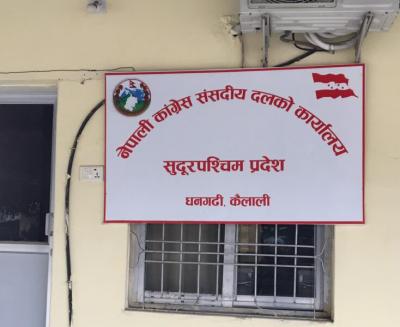 नेपाली कांग्रेस संसदीय दलको कार्यालय
सुदूरपश्चिम प्रदेश
धनगढी, कैलाली